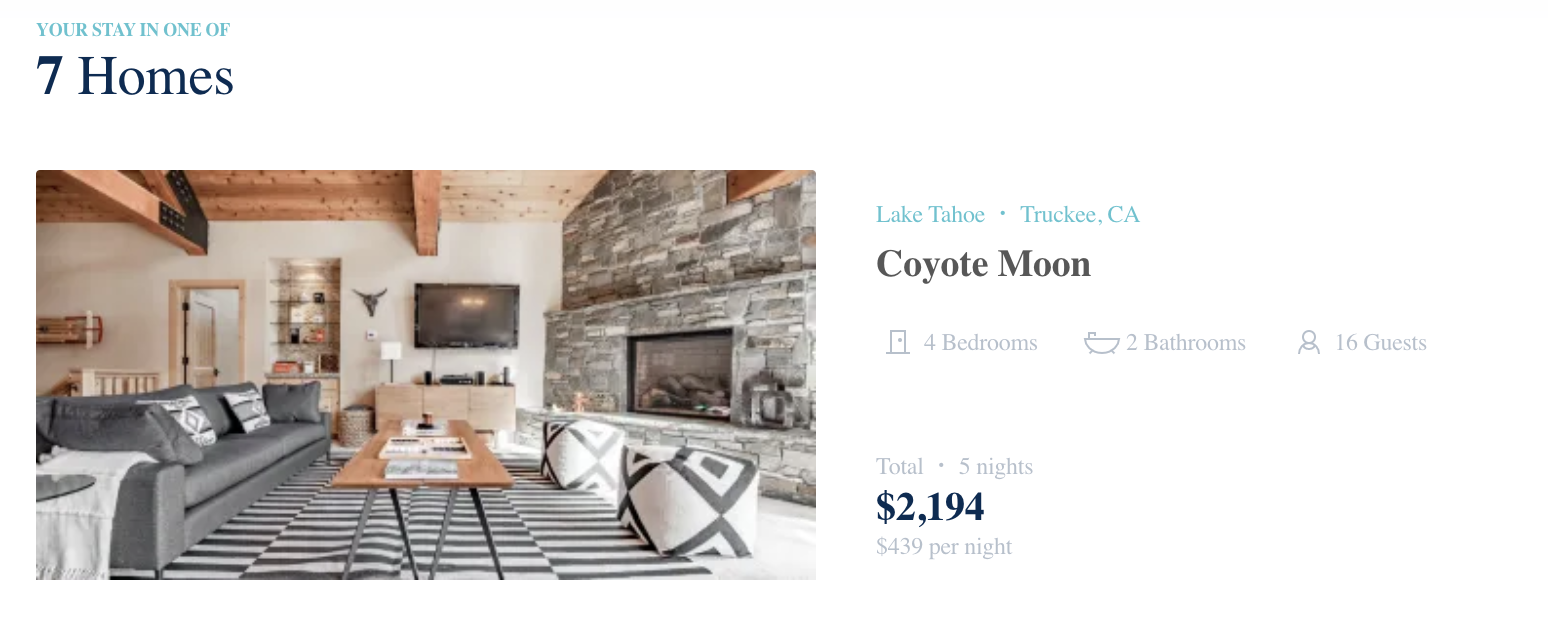 YOUR STAY IN ONE OF
7 Homes
Lake Tahoe • Truckee, CA
Coyote Moon
4 Bedrooms 2 Bathrooms 16 Guests
Total • 5 nights
$2,194
$439 per night